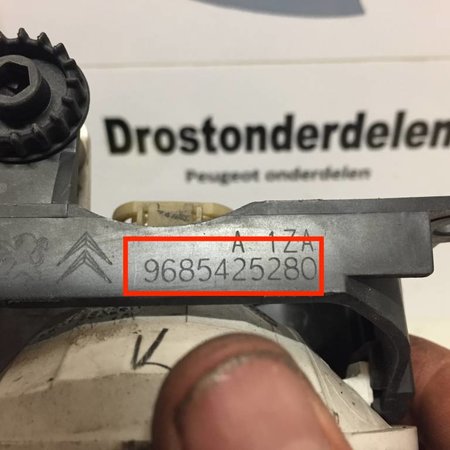 Drostonderdelen
Peugeot onderdelen
A 1ZA
9685425280
K